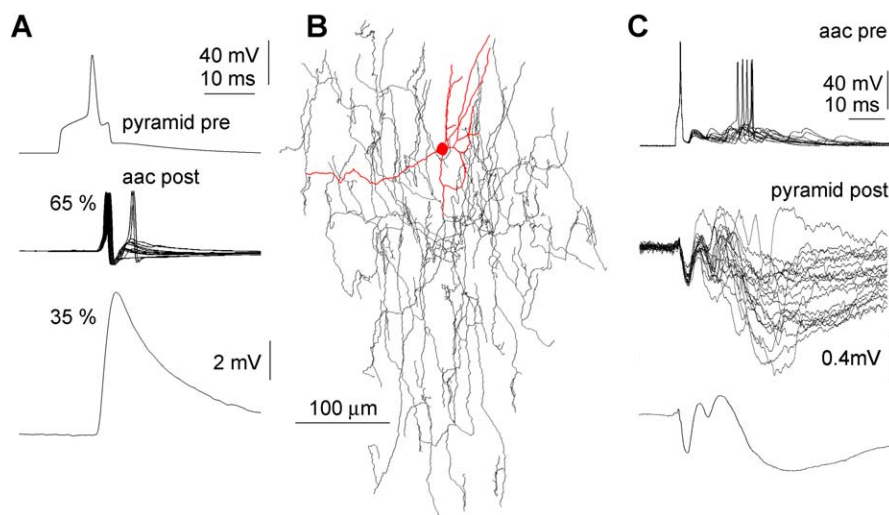 A
40 mV
10 ms
pyramid pre
aac post
65 %
35 %
2 mV
B
100 μm
C
aac pre
40 mV
10 ms
pyramid post
0.4mV